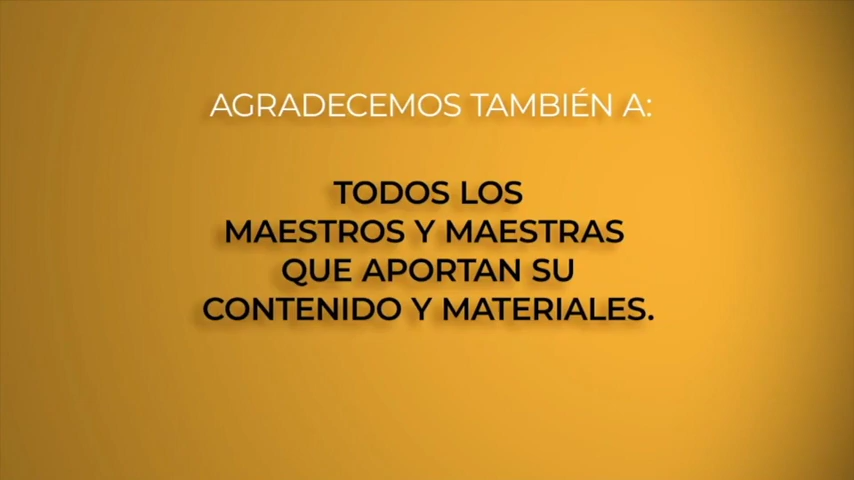 AGRADECEMOS TAMBIÉN A:
TODOS LOS
MAESTROS Y MAESTRAS
QUE APORTAN SU
CONTENIDO Y MATERIALES.